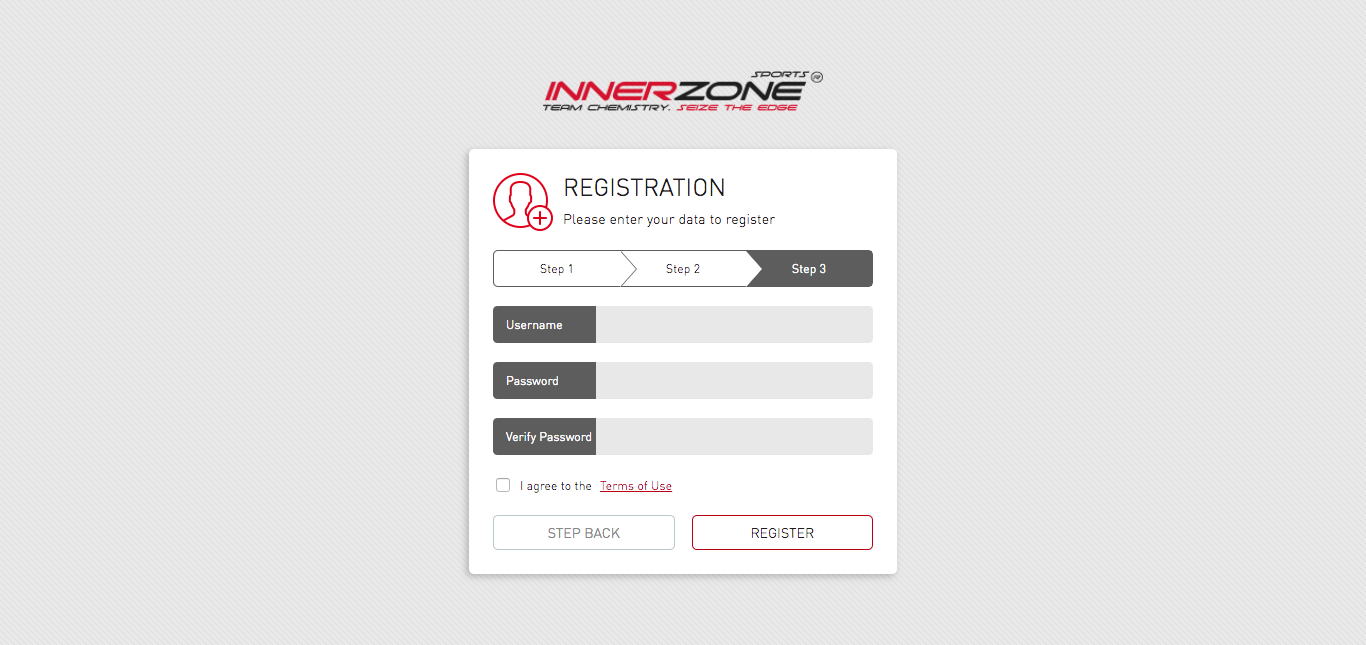 SPORTS ®
INNERZONE
TEAM CHEMISTRY. SEIZE THE EDGE
REGISTRATION
Please enter your data to register
Step 1 Step 2 Step 3
Username
Password
Verify Password
I agree to the Terms of Use
STEP BACK REGISTER